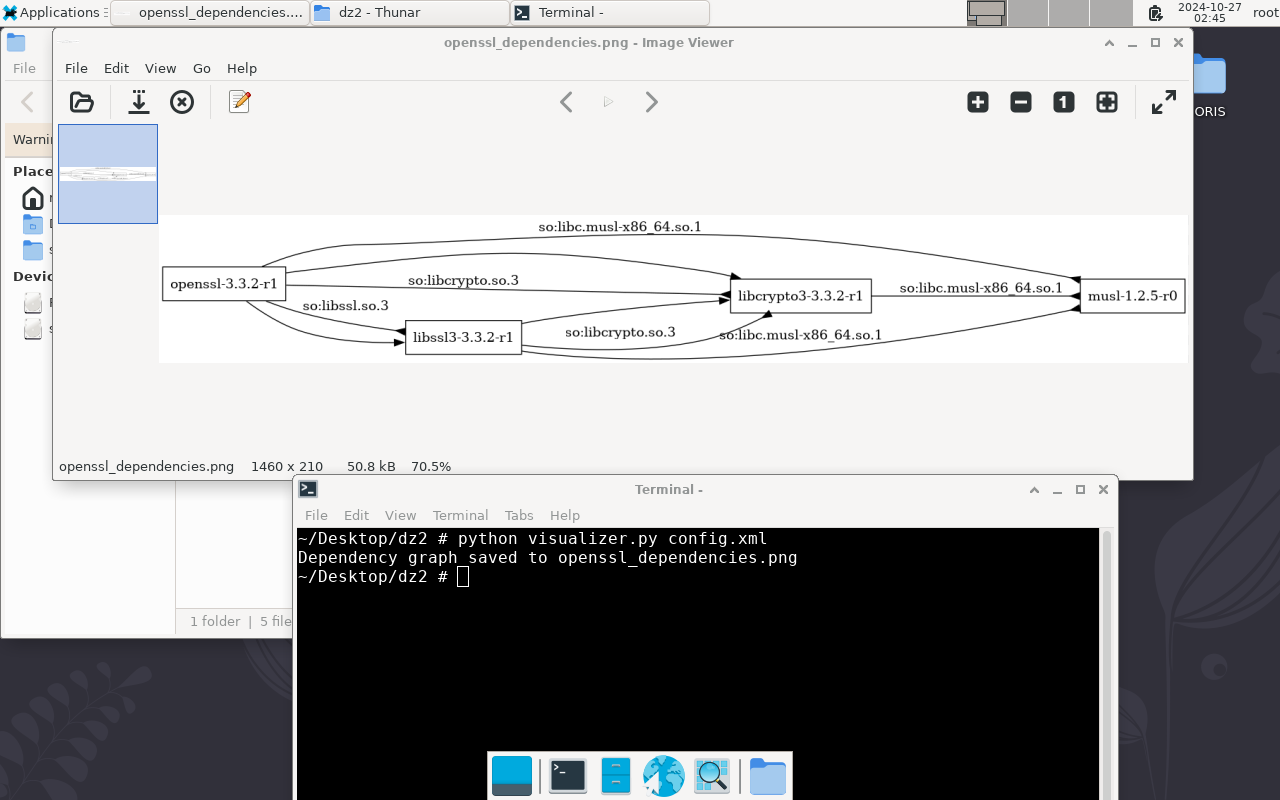 Applications
openssl_dependencies....
dz2 - Thunar
Terminal -
2024-10-27
02:45
root
openssl_dependencies.png - Image Viewer
File
File Edit View Go Help
ORIS
Warnin
Place
Devic
so:libc.musl-x86_64.so.1
openssl-3.3.2-r1
so:libcrypto.so.3
so:libssl.so.3
libcrypto3-3.3.2-r1
so:libc.musl-x86_64.so.1
musl-1.2.5-r0
libssl3-3.3.2-r1
so:libcrypto.so.3
so:libc.musl-x86_64.so.1
openssl_dependencies.png 1460 x 210 50.8 kB 70.5%
Terminal -
File Edit View Terminal Tabs Help
~/Desktop/dz2 # python visualizer.py config.xml
Dependency graph saved to openssl_dependencies.png
~/Desktop/dz2 #
1 folder | 5 file